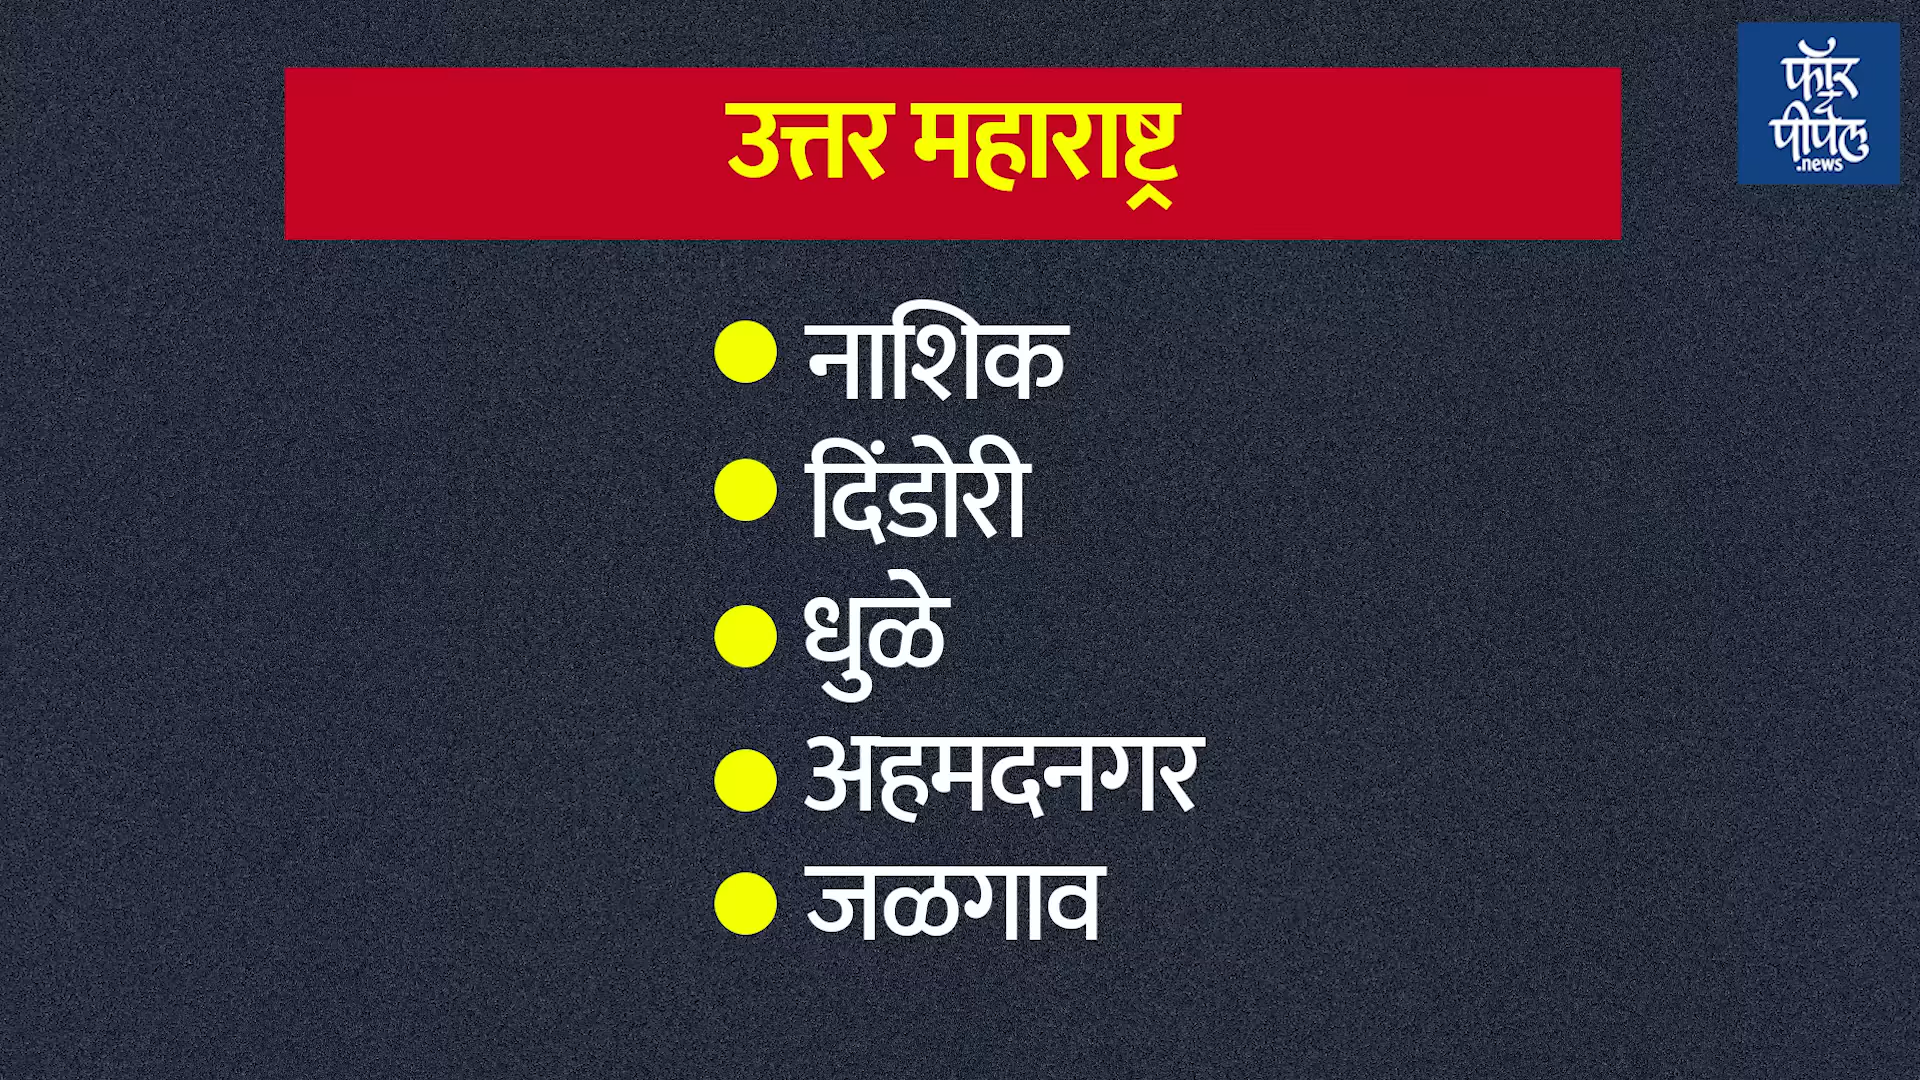 उत्तर महाराष्ट्र
फॉर
द
पीपल
.news
नाशिक
दिंडोरी
धुळे
अहमदनगर
जळगाव